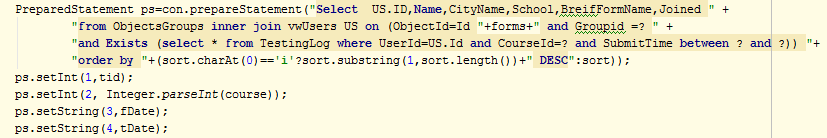 PreparedStatement ps=con.prepareStatement("Select  US.ID,Name,CityName,School,BreifFormName,Joined " +
"from ObjectsGroups inner join vwUsers US on (ObjectId=Id "+forms+" and Groupid =? " +
"and Exists (select * from TestingLog where UserId=US.Id and CourseId=? and SubmitTime between ? and ?)) "+
"order by "+(sort.charAt(0)=='i'?sort.substring(1,sort.length())+" DESC":sort));
ps.setInt(1,tid);
ps.setInt(2, Integer.parseInt(course));
ps.setString(3,fDate);
ps.setString(4,tDate);